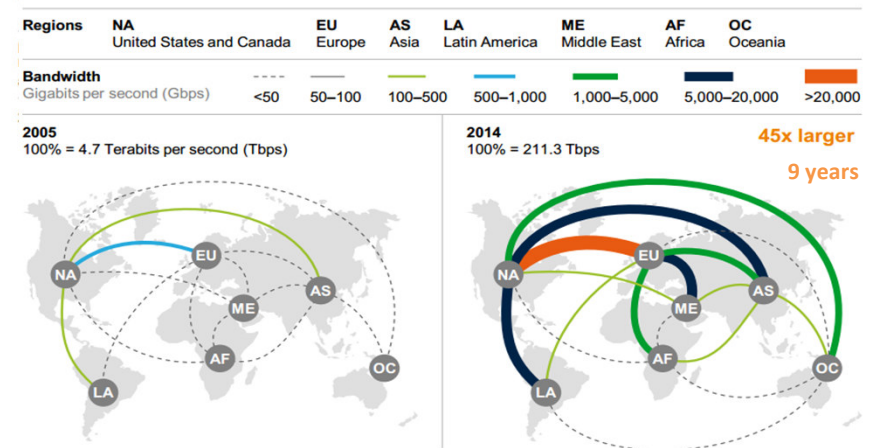 Regions NA EU AS LA ME AF OC
United States and Canada Europe Asia Latin America Middle East Africa Oceania
Bandwidth
Gigabits per second (Gbps) <50 50–100 100–500 500–1,000 1,000–5,000 5,000–20,000 >20,000
2005
100% = 4.7 Terabits per second (Tbps)
NA
EU
AS
ME
AF
OC
LA
2014
100% = 211.3 Tbps
45x larger
9 years
NA
EU
AS
ME
AF
OC
LA